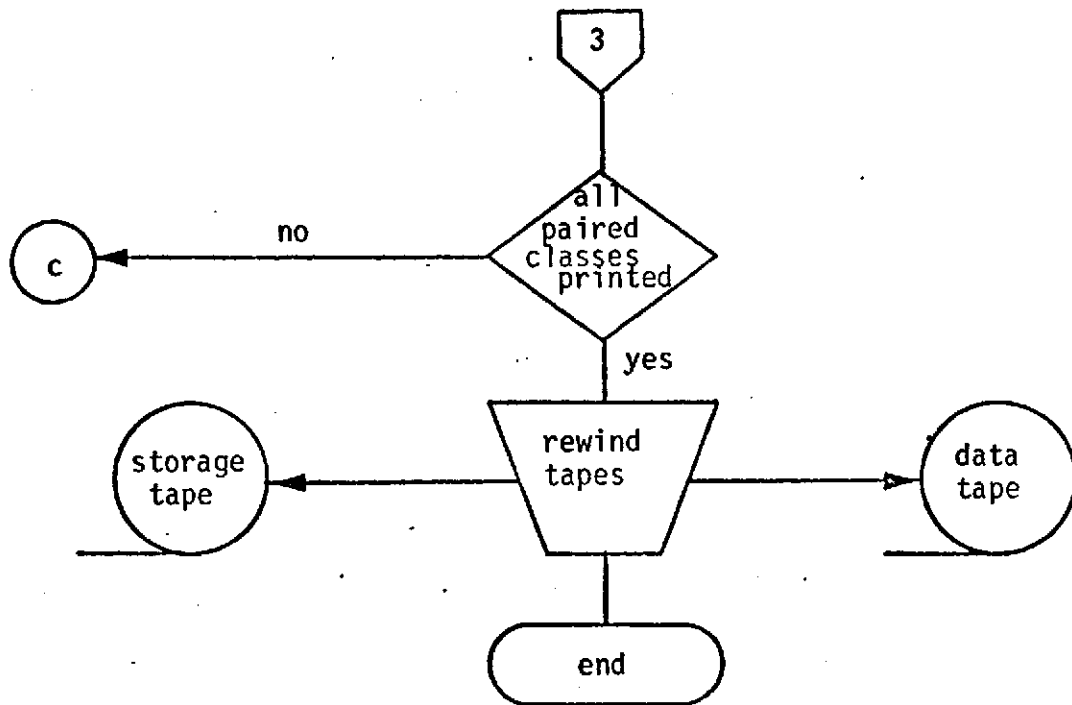 3
all
paired
classes
printed
no
c
yes
storage
tape
rewind
tapes
data
tape
end